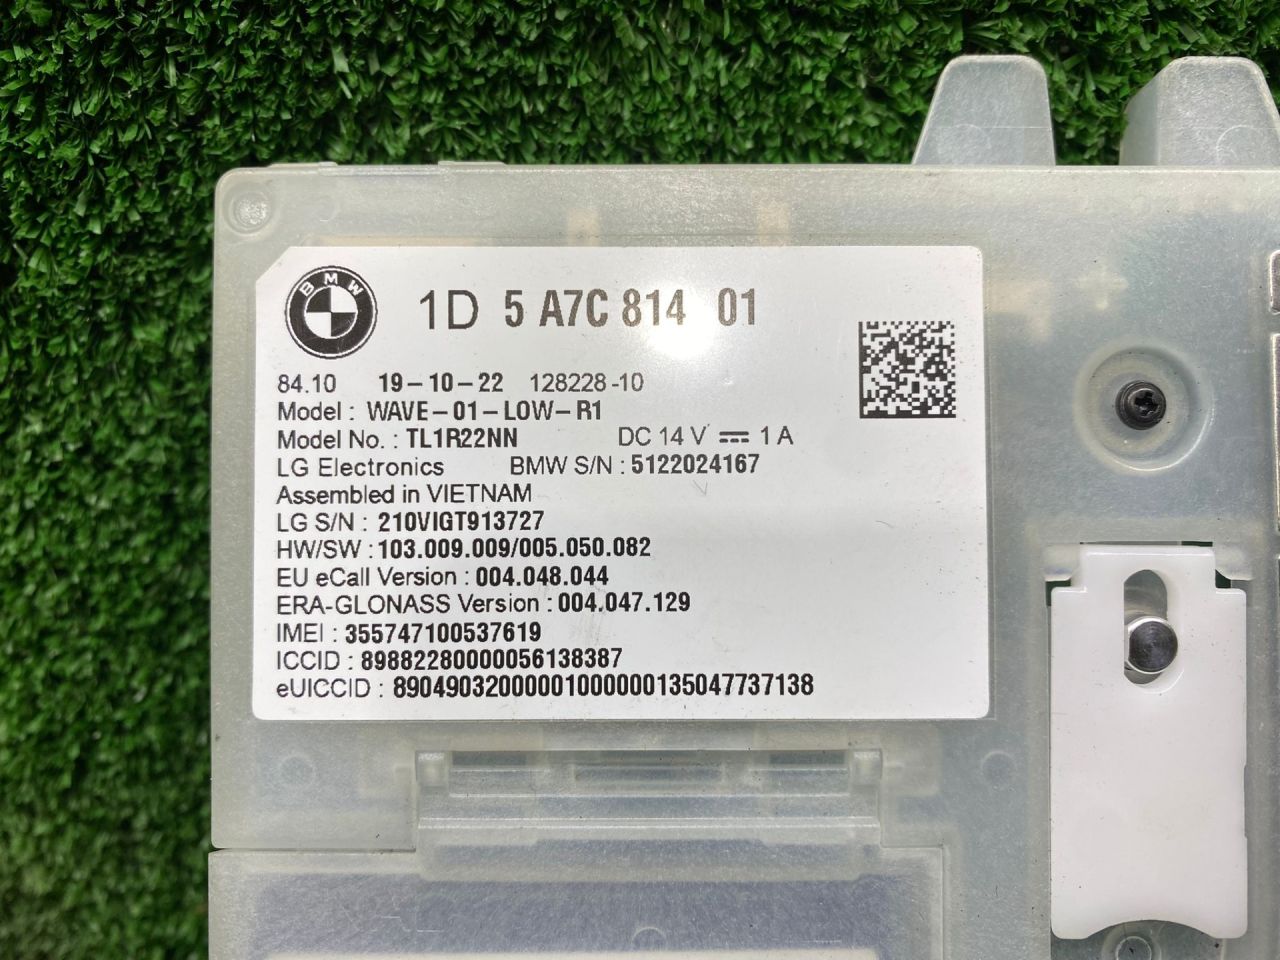 BMW
1D 5 A7C 814 01
84.10 19-10-22 128228-10
Model : WAVE-01-LOW-R1
Model No. : TL1R22NN DC 14 V ⎓ 1 A
LG Electronics BMW S/N : 5122024167
Assembled in VIETNAM
LG S/N : 210VIGT913727
HW/SW : 103.009.009/005.050.082
EU eCall Version : 004.048.044
ERA-GLONASS Version : 004.047.129
IMEI : 355747100537619
ICCID : 89882280000056138387
eUICCID : 89049032000001000000135047737138